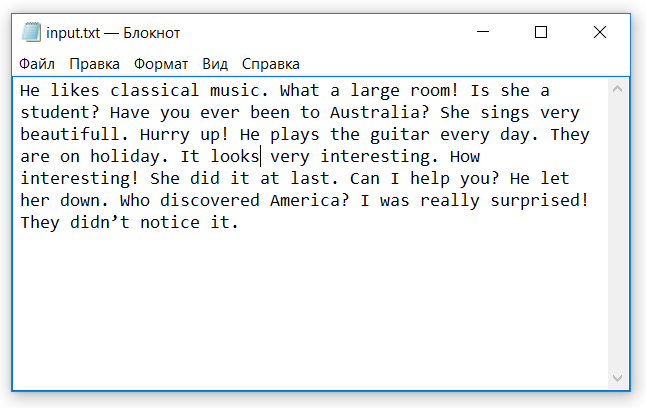 input.txt — Блокнот
Файл Правка Формат Вид Справка
He likes classical music. What a large room! Is she a
student? Have you ever been to Australia? She sings very
beautifull. Hurry up! He plays the guitar every day. They
are on holiday. It looks very interesting. How
interesting! She did it at last. Can I help you? He let
her down. Who discovered America? I was really surprised!
They didn’t notice it.